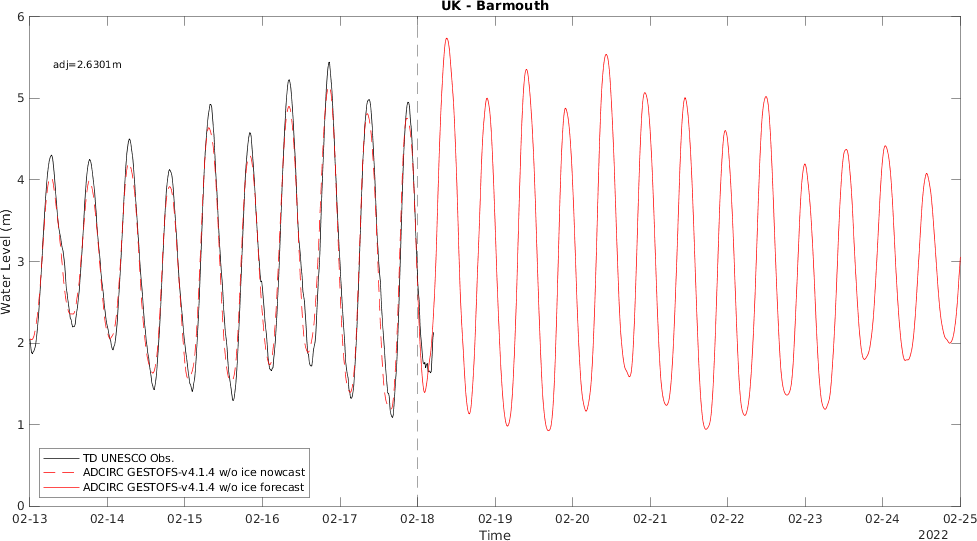 UK - Barmouth
6
adj=2.6301m
5
4
3
2
1
0
Water Level (m)
TD UNESCO Obs.
ADCIRC GESTOFS-v4.1.4 w/o ice nowcast
ADCIRC GESTOFS-v4.1.4 w/o ice forecast
02-13 02-14 02-15 02-16 02-17 02-18 02-19 02-20 02-21 02-22 02-23 02-24 02-25
Time
2022